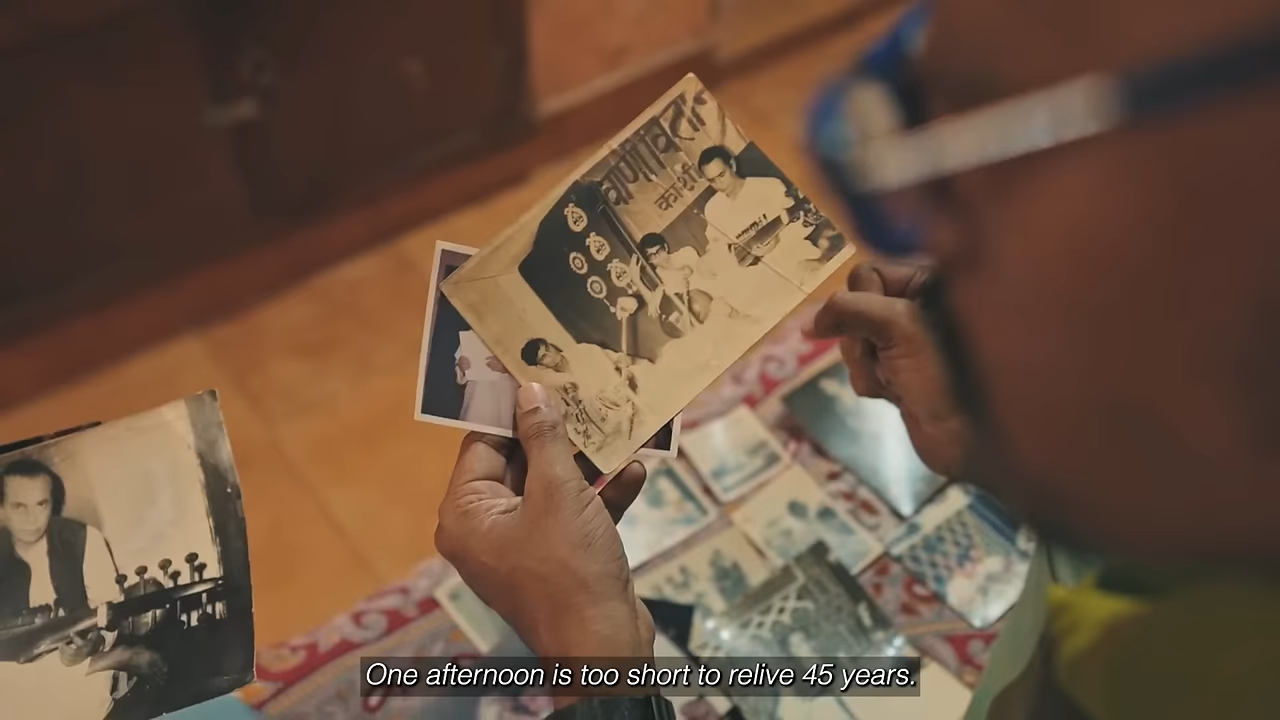 काशी
One afternoon is too short to relive 45 years.